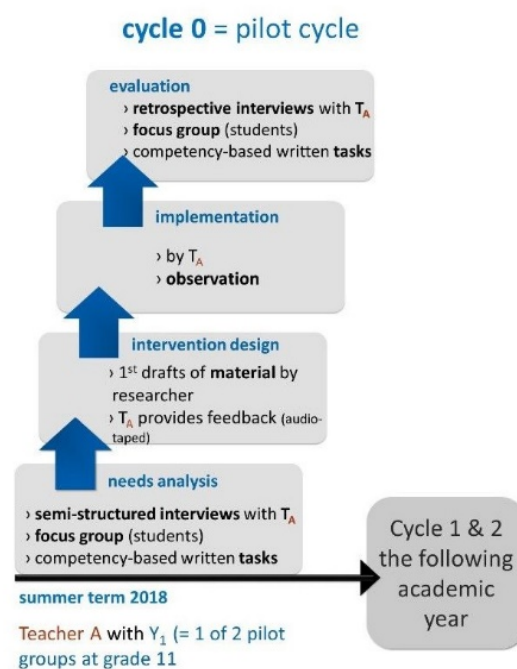 cycle 0 = pilot cycle
evaluation
› retrospective interviews with TA
› focus group (students)
› competency-based written tasks
implementation
› by TA
› observation
intervention design
› 1st drafts of material by
researcher
› TA provides feedback (audio-
taped)
needs analysis
› semi-structured interviews with TA
› focus group (students)
› competency-based written tasks
Cycle 1 & 2
the following
academic
year
summer term 2018
Teacher A with Y1 (= 1 of 2 pilot
groups at grade 11